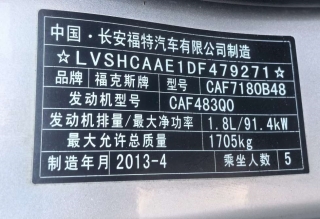 中国·长安福特汽车有限公司制造
☆LVSHCAAE1DF479271☆
品牌 福克斯牌 型号 CAF7180B48
发动机型号 CAF483Q0
发动机排量/最大净功率 1.8L/91.4kW
最大允许总质量 1705kg
制造年月 2013-4 乘坐人数 5